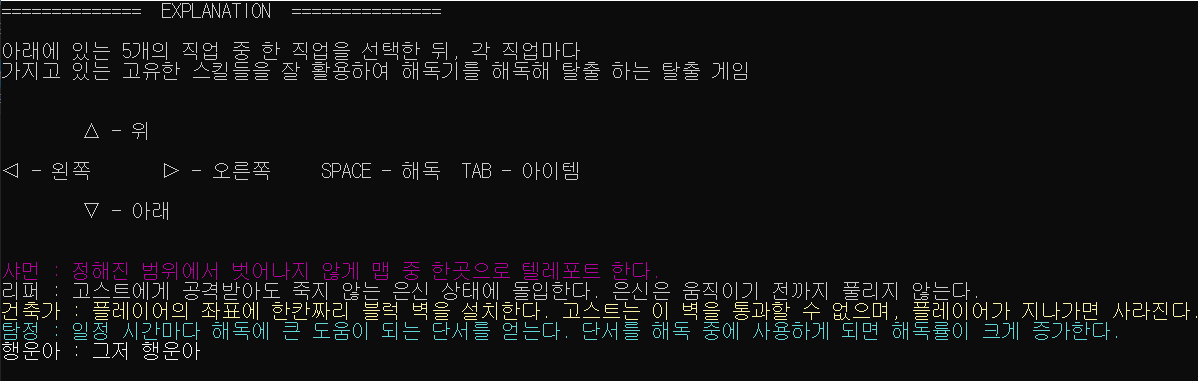 ==============  EXPLANATION  ===============
아래에 있는 5개의 직업 중 한 직업을 선택한 뒤, 각 직업마다
가지고 있는 고유한 스킬들을 잘 활용하여 해독기를 해독해 탈출 하는 탈출 게임
△ - 위
◁ - 왼쪽 ▷ - 오른쪽 SPACE - 해독 TAB - 아이템
▽ - 아래
샤먼 : 정해진 범위에서 벗어나지 않게 맵 중 한곳으로 텔레포트 한다.
리퍼 : 고스트에게 공격받아도 죽지 않는 은신 상태에 돌입한다. 은신은 움직이기 전까지 풀리지 않는다.
건축가 : 플레이어의 좌표에 한칸짜리 블럭 벽을 설치한다. 고스트는 이 벽을 통과할 수 없으며, 플레이어가 지나가면 사라진다.
탐정 : 일정 시간마다 해독에 큰 도움이 되는 단서를 얻는다. 단서를 해독 중에 사용하게 되면 해독률이 크게 증가한다.
행운아 : 그저 행운아